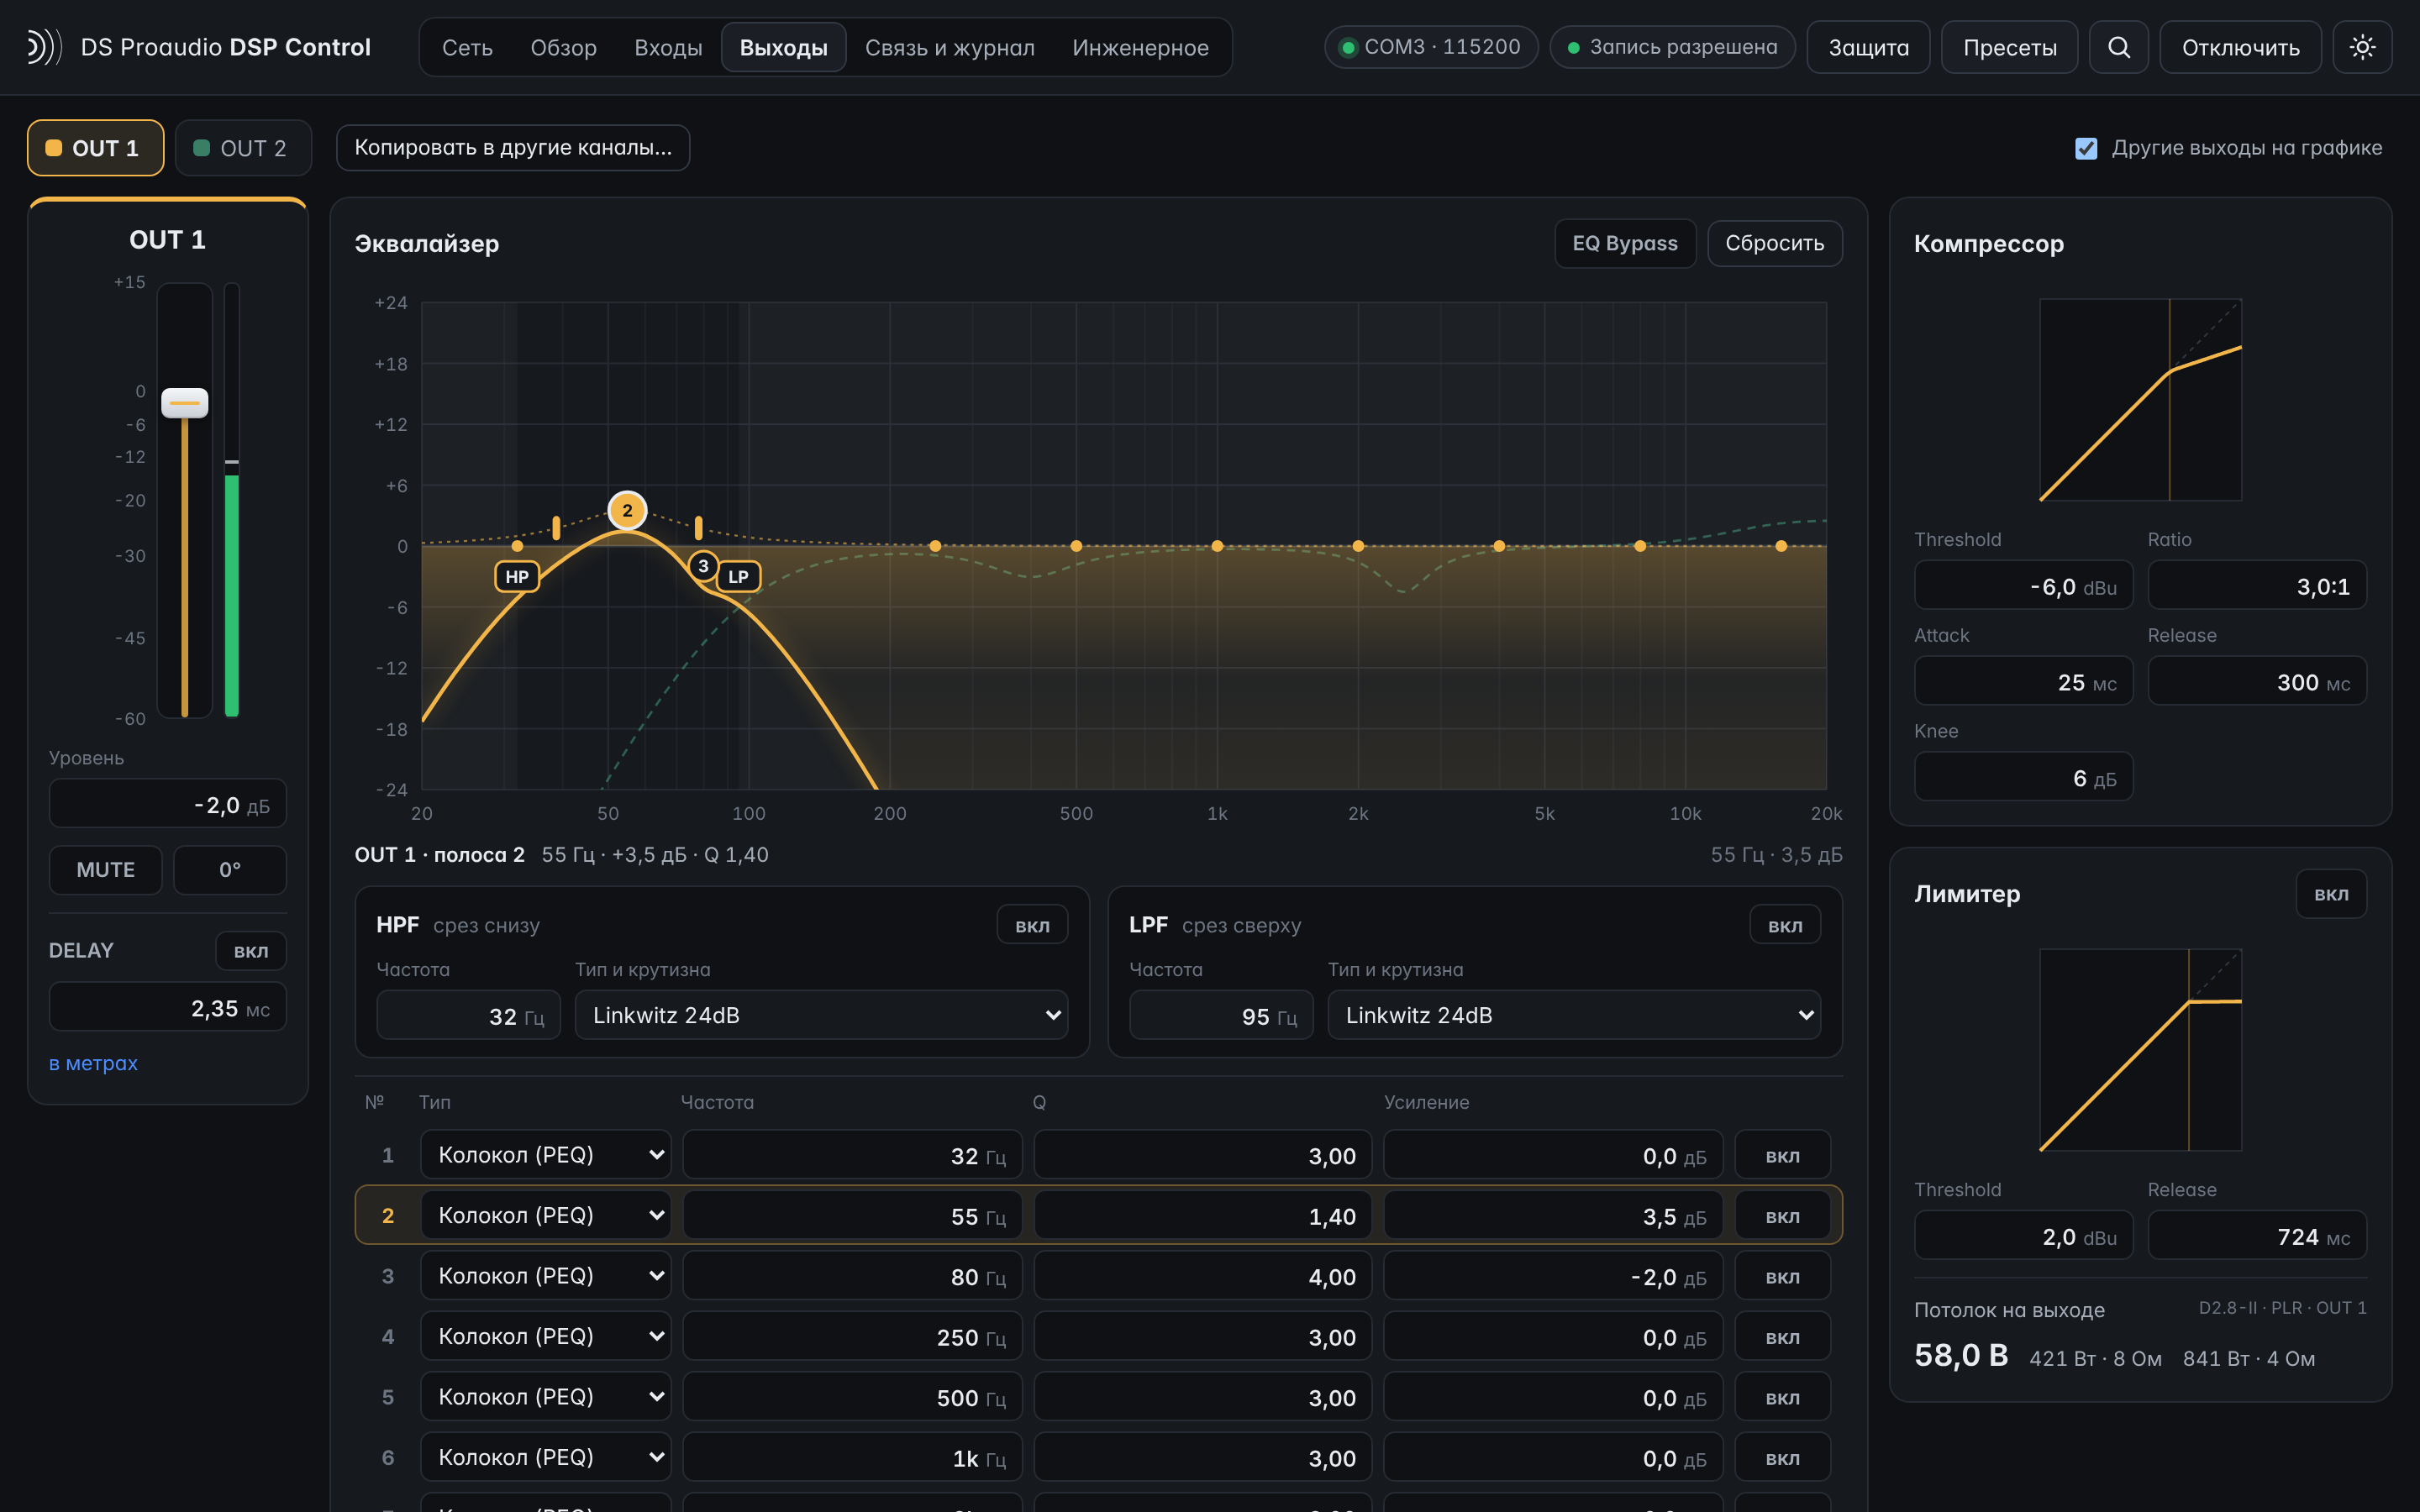 DS Proaudio DSP Control
Сеть Обзор Входы Выходы Связь и журнал Инженерное
COM3 · 115200
Запись разрешена
Защита
Пресеты
Отключить
OUT 1
OUT 2
Копировать в другие каналы...
Другие выходы на графике
OUT 1
+15
0
-6
-12
-20
-30
-45
-60
Уровень
-2,0 дБ
MUTE
0°
DELAY
вкл
2,35 мс
в метрах
Эквалайзер
EQ Bypass
Сбросить
+24
+18
+12
+6
0
-6
-12
-18
-24
2
HP
3
LP
20 50 100 200 500 1k 2k 5k 10k 20k
OUT 1 · полоса 2 55 Гц · +3,5 дБ · Q 1,40
55 Гц · 3,5 дБ
HPF срез снизу
вкл
Частота Тип и крутизна
32 Гц Linkwitz 24dB
LPF срез сверху
вкл
Частота Тип и крутизна
95 Гц Linkwitz 24dB
№ Тип Частота Q Усиление
1 Колокол (PEQ) 32 Гц 3,00 0,0 дБ вкл
2 Колокол (PEQ) 55 Гц 1,40 3,5 дБ вкл
3 Колокол (PEQ) 80 Гц 4,00 -2,0 дБ вкл
4 Колокол (PEQ) 250 Гц 3,00 0,0 дБ вкл
5 Колокол (PEQ) 500 Гц 3,00 0,0 дБ вкл
6 Колокол (PEQ) 1k Гц 3,00 0,0 дБ вкл
Компрессор
Threshold Ratio
-6,0 dBu 3,0:1
Attack Release
25 мс 300 мс
Knee
6 дБ
Лимитер
вкл
Threshold Release
2,0 dBu 724 мс
Потолок на выходе D2.8-II · PLR · OUT 1
58,0 В 421 Вт · 8 Ом 841 Вт · 4 Ом